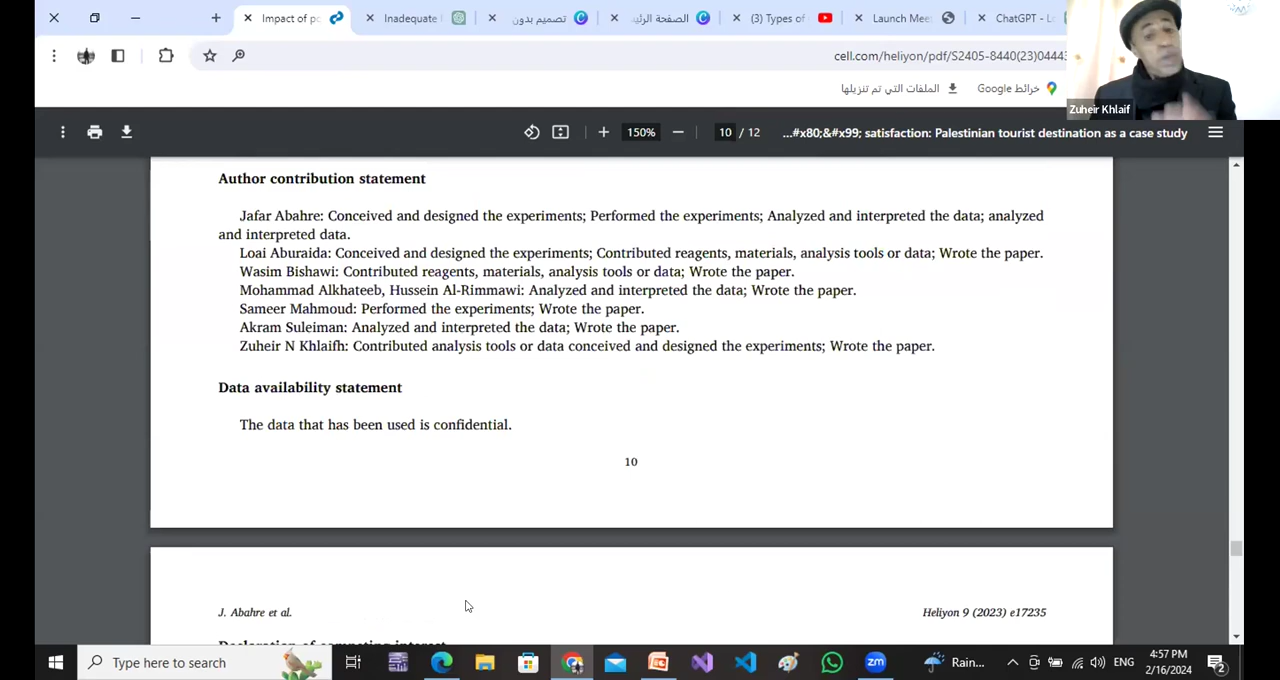 Impact of po
Inadequate
تصميم بدون
الصفحة الرئيس
(3) Types of
Launch Mee
ChatGPT -
cell.com/heliyon/pdf/S2405-8440(23)0444
الملفات التي تم تنزيلها
خرائط Google
Zuheir Khlaif
150%
10 / 12
...#x80;&#x99; satisfaction: Palestinian tourist destination as a case study
Author contribution statement
Jafar Abahre: Conceived and designed the experiments; Performed the experiments; Analyzed and interpreted the data; analyzed
and interpreted data.
Loai Aburaida: Conceived and designed the experiments; Contributed reagents, materials, analysis tools or data; Wrote the paper.
Wasim Bishawi: Contributed reagents, materials, analysis tools or data; Wrote the paper.
Mohammad Alkhateeb, Hussein Al-Rimmawi: Analyzed and interpreted the data; Wrote the paper.
Sameer Mahmoud: Performed the experiments; Wrote the paper.
Akram Suleiman: Analyzed and interpreted the data; Wrote the paper.
Zuheir N Khlaifh: Contributed analysis tools or data conceived and designed the experiments; Wrote the paper.
Data availability statement
The data that has been used is confidential.
10
J. Abahre et al.
Heliyon 9 (2023) e17235
Declaration of competing interest
Type here to search
zm
Rain...
ENG
4:57 PM
2/16/2024
2